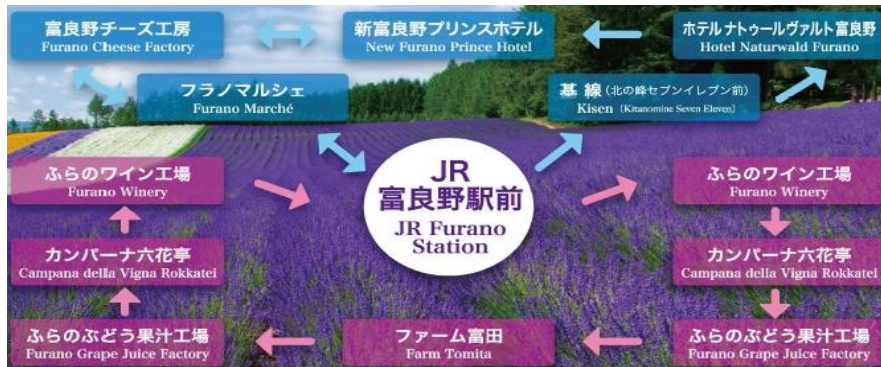 富良野チーズ工房
Furano Cheese Factory
新富良野プリンスホテル
New Furano Prince Hotel
ホテルナトゥールヴァルト富良野
Hotel Naturwald Furano
フラノマルシェ
Furano Marché
基線(北の峰セブンイレブン前)
Kisen (Kitanomine Seven Eleven)
JR
富良野駅前
JR Furano
Station
ふらのワイン工場
Furano Winery
ふらのワイン工場
Furano Winery
カンパーナ六花亭
Campana della Vigna Rokkatei
カンパーナ六花亭
Campana della Vigna Rokkatei
ふらのぶどう果汁工場
Furano Grape Juice Factory
ファーム富田
Farm Tomita
ふらのぶどう果汁工場
Furano Grape Juice Factory